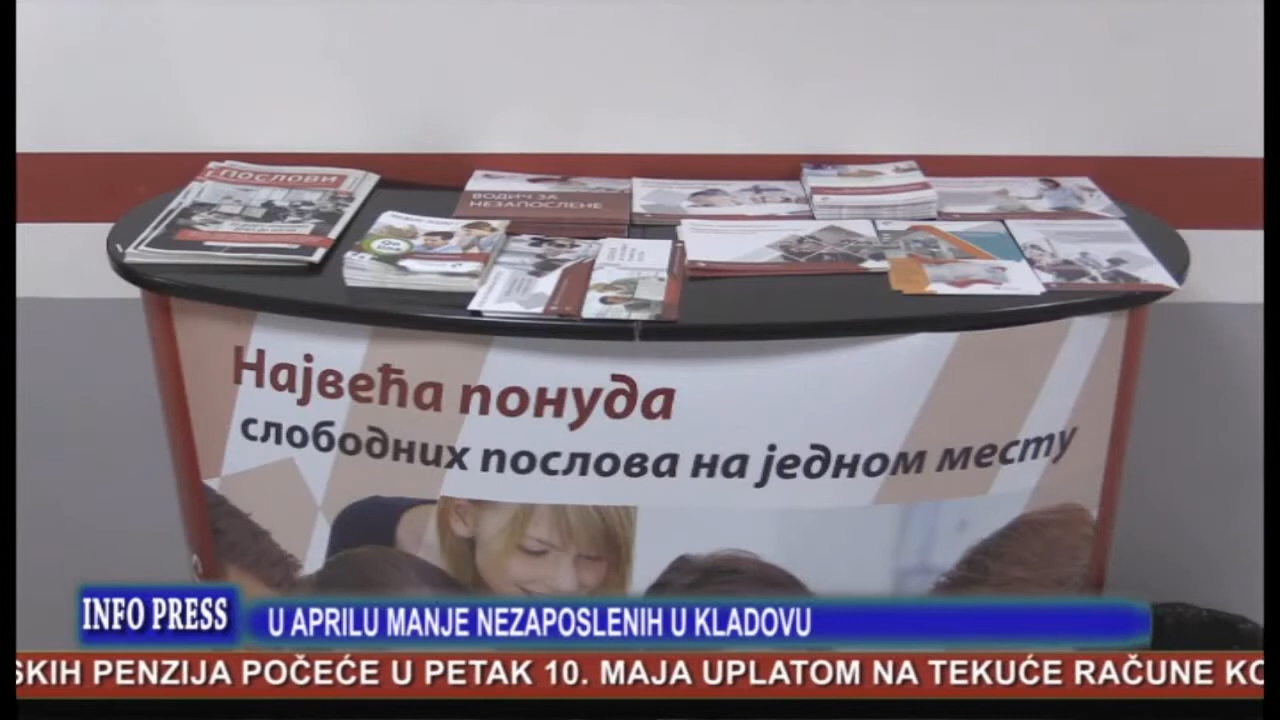 ПОСЛОВИ
ВОДИЧ ЗА
НЕЗАПОСЛЕНЕ
Највећа понуда
слободних послова на једном месту
INFO PRESS
U APRILU MANJE NEZAPOSLENIH U KLADOVU
SKIH PENZIJA POČEĆE U PETAK 10. MAJA UPLATOM NA TEKUĆE RAČUNE KO